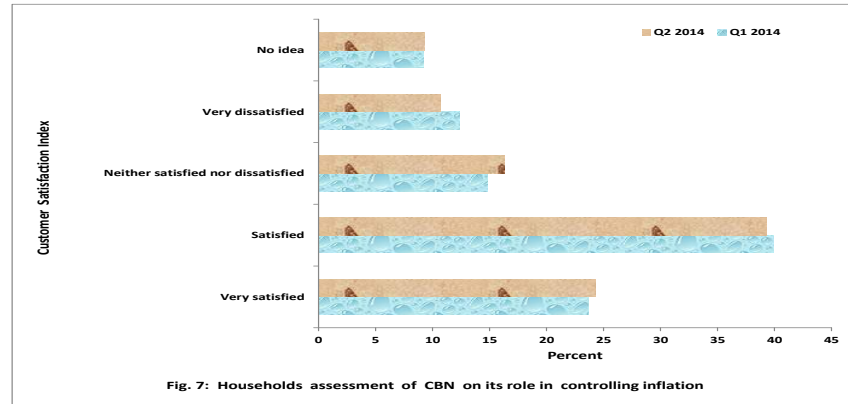 Q2 2014 Q1 2014
Customer Satisfaction Index
No idea
Very dissatisfied
Neither satisfied nor dissatisfied
Satisfied
Very satisfied
0 5 10 15 20 25 30 35 40 45
Percent
Fig. 7: Households assessment of CBN on its role in controlling inflation